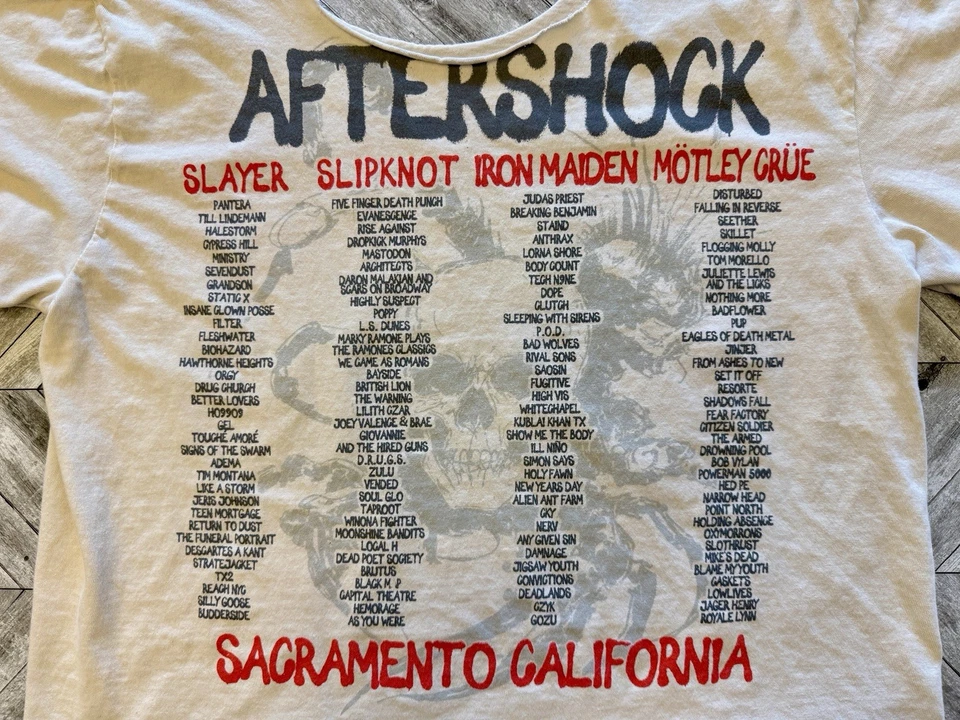 AFTERSHOCK
SLAYER
PANTERA
TILL LINDEMANN
HALESTORM
CYPRESS HILL
MINISTRY
SEVENDUST
GRANDSON
STATIC X
INSANE CLOWN POSSE
FILTER
FLESHWATER
BIOHAZARD
HAWTHORNE HEIGHTS
ORGY
DRUG CHURCH
BETTER LOVERS
HO99O9
GEL
TOUCHÉ AMORÉ
SIGNS OF THE SWARM
ADEMA
TIM MONTANA
LIKE A STORM
JERIS JOHNSON
TEEN MORTGAGE
RETURN TO DUST
THE FUNERAL PORTRAIT
DESCARTES A KANT
STRATEJACKET
TX2
REACH NYC
SILLY GOOSE
BUDDERSIDE
SLIPKNOT
FIVE FINGER DEATH PUNCH
EVANESCENCE
RISE AGAINST
DROPKICK MURPHYS
MASTODON
ARCHITECTS
DARON MALAKIAN AND
SCARS ON BROADWAY
HIGHLY SUSPECT
POPPY
L.S. DUNES
MARKY RAMONE PLAYS
THE RAMONES CLASSICS
WE CAME AS ROMANS
BAYSIDE
BRITISH LION
THE WARNING
LILITH CZAR
JOEY VALENCE & BRAE
GIOVANNIE
AND THE HIRED GUNS
D.R.U.G.S.
ZULU
VENDED
SOUL GLO
TAPROOT
WINONA FIGHTER
MOONSHINE BANDITS
LOCAL H
DEAD POET SOCIETY
BRUTUS
BLACK M P
CAPITAL THEATRE
HEMORAGE
AS YOU WERE
IRON MAIDEN
JUDAS PRIEST
BREAKING BENJAMIN
STAIND
ANTHRAX
LORNA SHORE
BODY COUNT
TECH N9NE
DOPE
CLUTCH
SLEEPING WITH SIRENS
P.O.D.
BAD WOLVES
RIVAL SONS
SAOSIN
FUGITIVE
HIGH VIS
WHITECHAPEL
KUBLAI KHAN TX
SHOW ME THE BODY
ILL NIÑO
SIMON SAYS
HOLY FAWN
NEW YEARS DAY
ALIEN ANT FARM
CKY
NERV
ANY GIVEN SIN
DAMNAGE
JIGSAW YOUTH
CONVICTIONS
DEADLANDS
CZYK
GOZU
MÖTLEY CRÜE
DISTURBED
FALLING IN REVERSE
SEETHER
SKILLET
FLOGGING MOLLY
TOM MORELLO
JULIETTE LEWIS
AND THE LICKS
NOTHING MORE
BADFLOWER
PUP
EAGLES OF DEATH METAL
JINJER
FROM ASHES TO NEW
SET IT OFF
RESORTE
SHADOWS FALL
FEAR FACTORY
CITIZEN SOLDIER
THE ARMED
DROWNING POOL
BOB VYLAN
POWERMAN 5000
HED PE
NARROW HEAD
POINT NORTH
HOLDING ABSENCE
OXYMORRONS
SLOTHRUST
MIKE'S DEAD
BLAME MY YOUTH
GASKETS
LOWLIVES
JAGER HENRY
ROYALE LYNN
SACRAMENTO CALIFORNIA